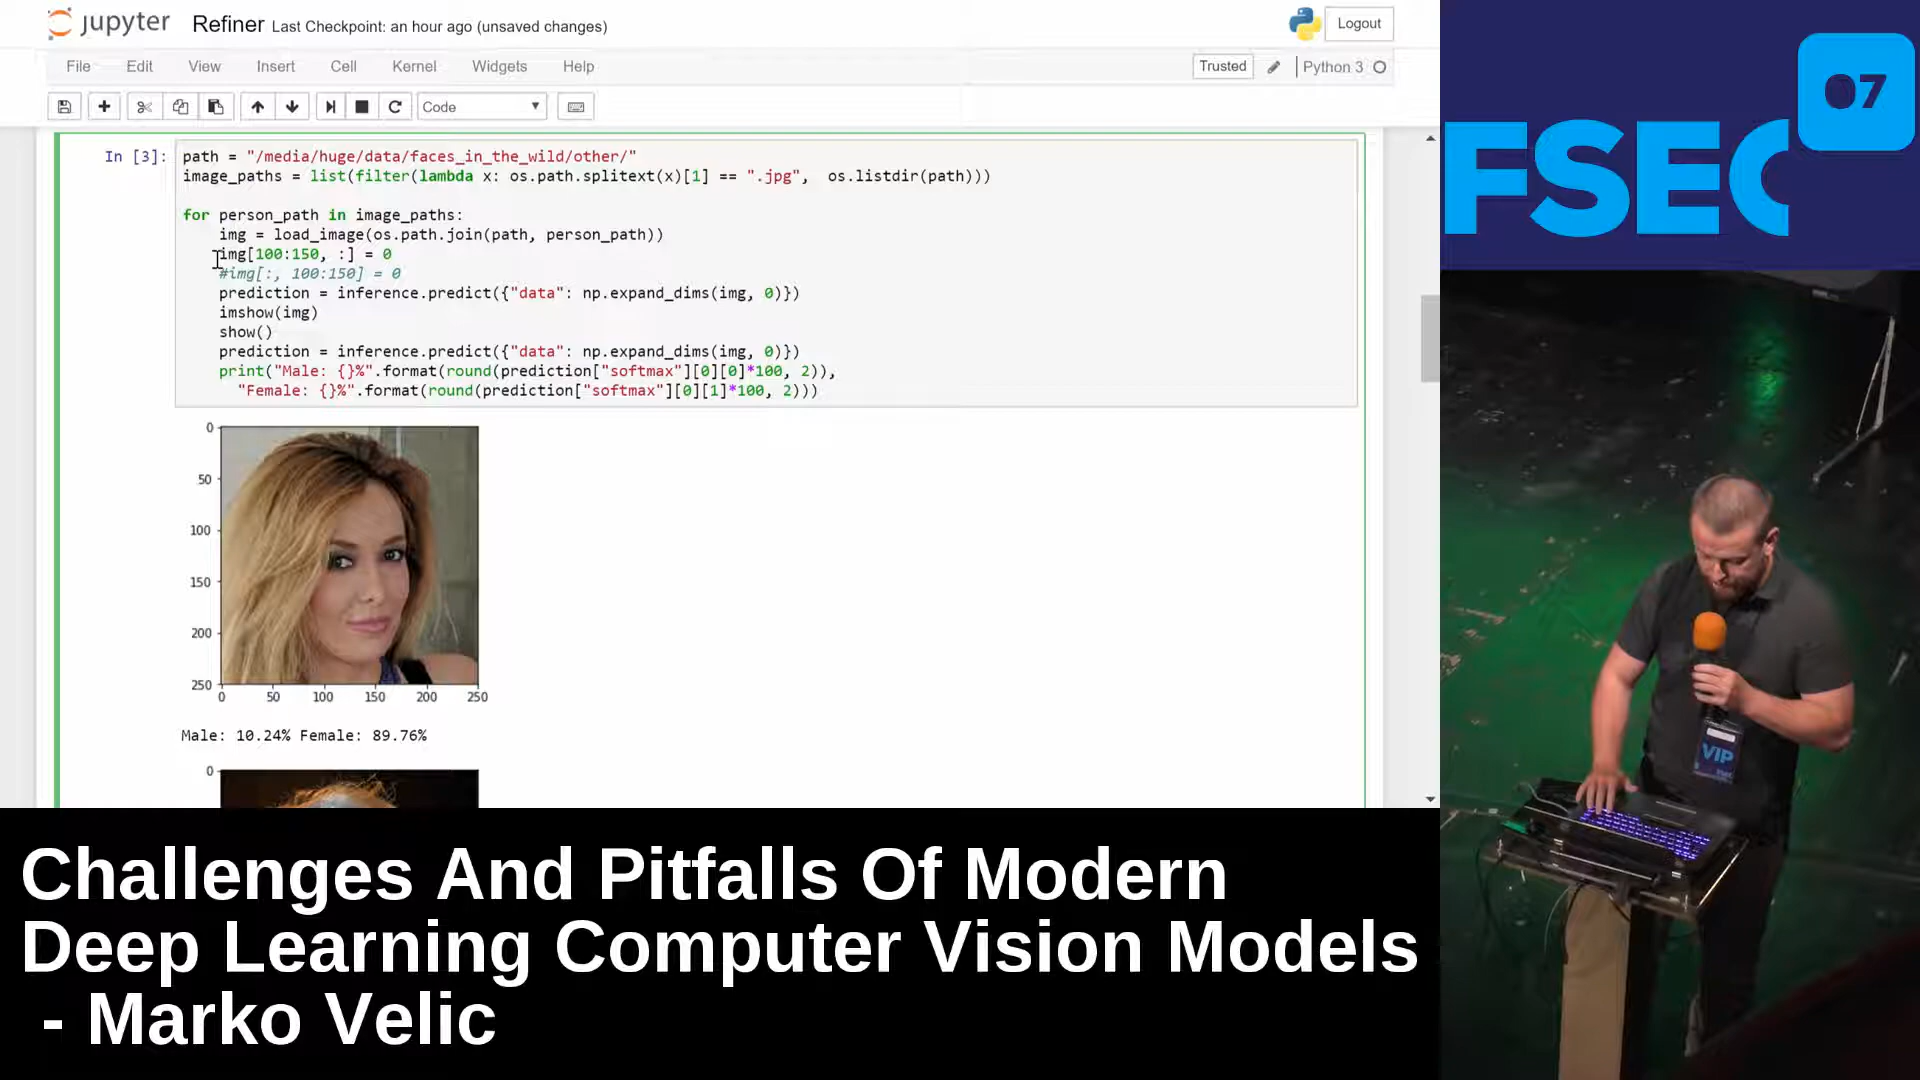 jupyter Refiner Last Checkpoint: an hour ago (unsaved changes) Logout
File Edit View Insert Cell Kernel Widgets Help Trusted Python 3
Code
In [3]: path = "/media/huge/data/faces_in_the_wild/other/"
image_paths = list(filter(lambda x: os.path.splitext(x)[1] == ".jpg",  os.listdir(path)))
for person_path in image_paths:
    img = load_image(os.path.join(path, person_path))
    img[100:150, :] = 0
    #img[:, 100:150] = 0
    prediction = inference.predict({"data": np.expand_dims(img, 0)})
    imshow(img)
    show()
    prediction = inference.predict({"data": np.expand_dims(img, 0)})
    print("Male: {}%".format(round(prediction["softmax"][0][0]*100, 2)),
      "Female: {}%".format(round(prediction["softmax"][0][1]*100, 2)))
0
50
100
150
200
250
0 50 100 150 200 250
Male: 10.24% Female: 89.76%
0
07
FSEC
VIP
Challenges And Pitfalls Of Modern
Deep Learning Computer Vision Models
- Marko Velic